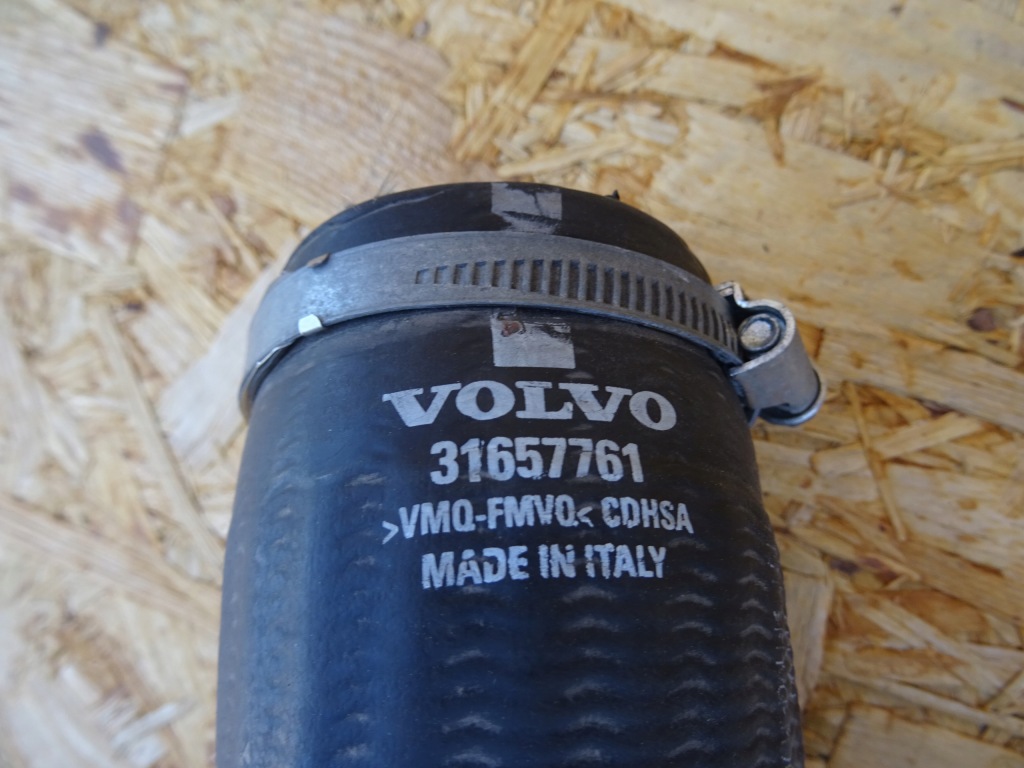 VOLVO
31657761
>VMQ-FMVQ< CDHSA
MADE IN ITALY